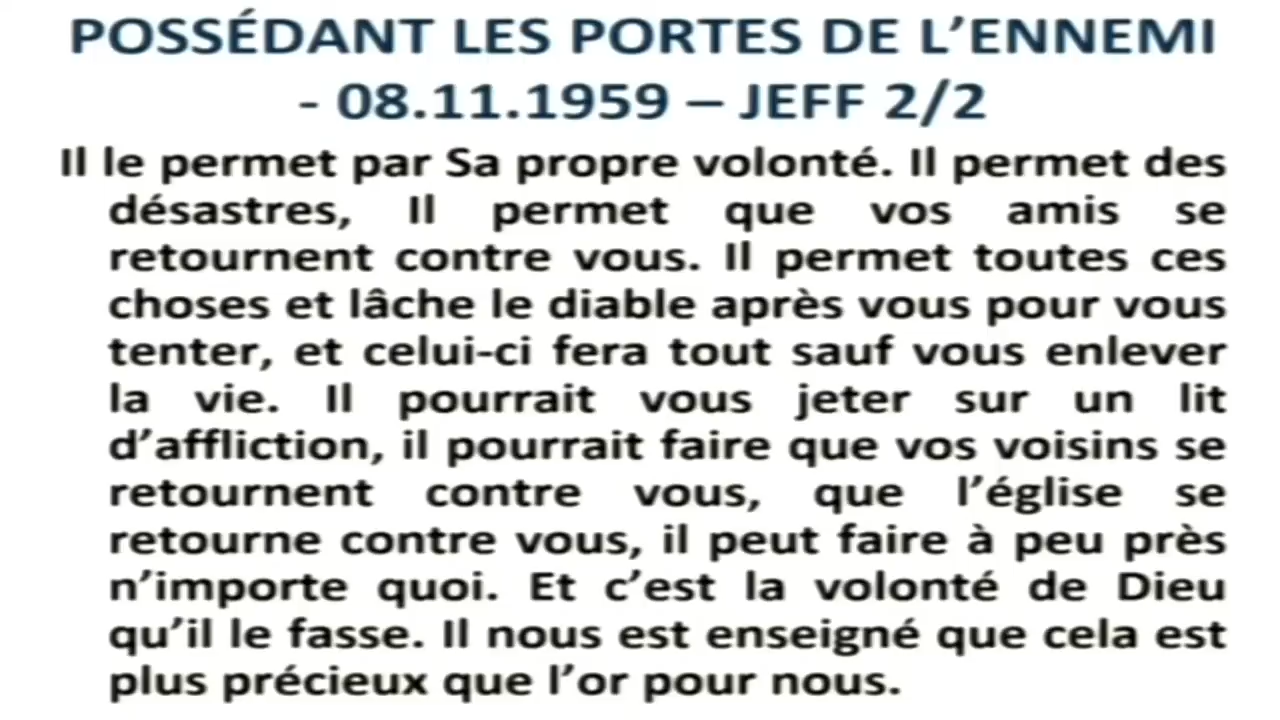 POSSÉDANT LES PORTES DE L’ENNEMI
- 08.11.1959 – JEFF 2/2
Il le permet par Sa propre volonté. Il permet des
désastres, Il permet que vos amis se
retournent contre vous. Il permet toutes ces
choses et lâche le diable après vous pour vous
tenter, et celui-ci fera tout sauf vous enlever
la vie. Il pourrait vous jeter sur un lit
d’affliction, il pourrait faire que vos voisins se
retournent contre vous, que l’église se
retourne contre vous, il peut faire à peu près
n’importe quoi. Et c’est la volonté de Dieu
qu’il le fasse. Il nous est enseigné que cela est
plus précieux que l’or pour nous.